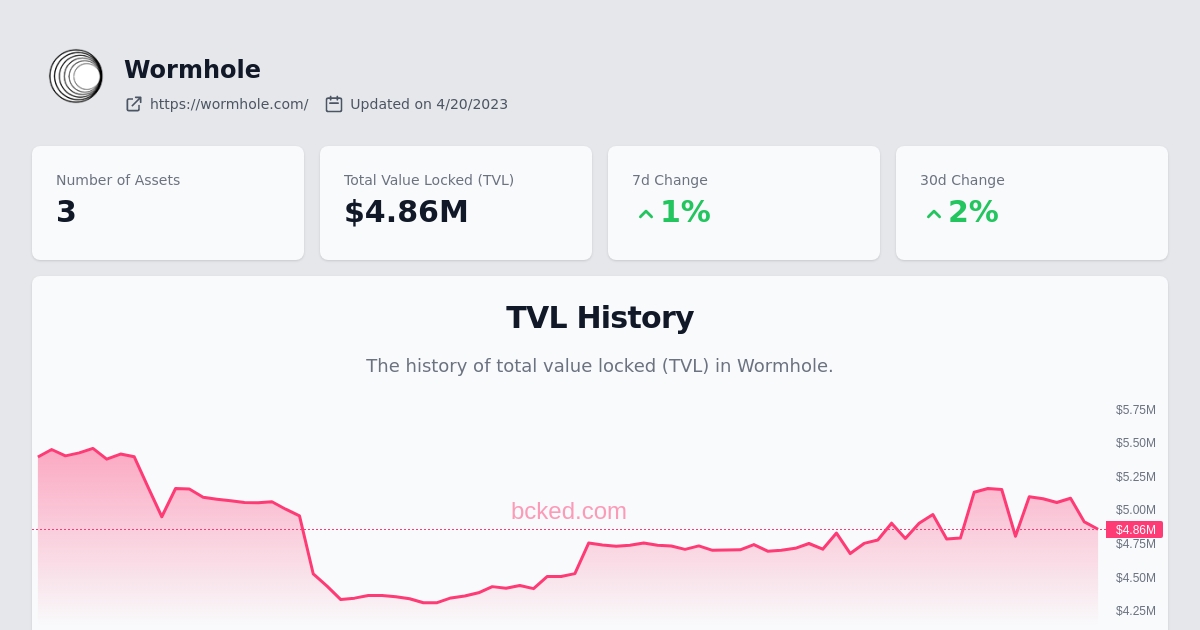 Wormhole
https://wormhole.com/ Updated on 4/20/2023
Number of Assets
3
Total Value Locked (TVL)
$4.86M
7d Change
1%
30d Change
2%
TVL History
The history of total value locked (TVL) in Wormhole.
bcked.com
$5.75M
$5.50M
$5.25M
$5.00M
$4.86M
$4.75M
$4.50M
$4.25M